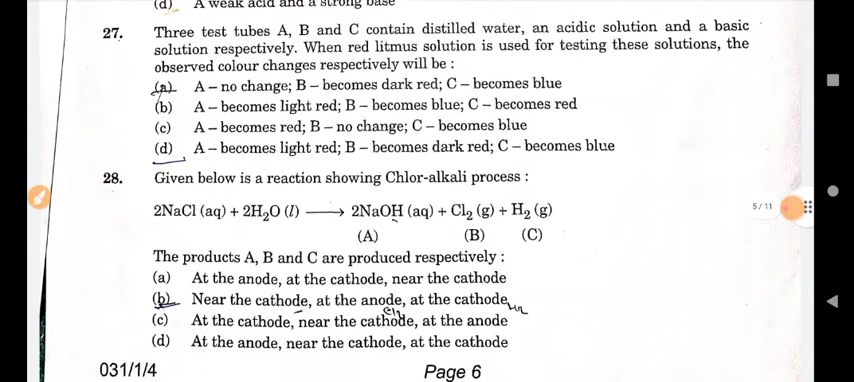 (d) A weak acid and a strong base
27. Three test tubes A, B and C contain distilled water, an acidic solution and a basic
solution respectively. When red litmus solution is used for testing these solutions, the
observed colour changes respectively will be :
(a) A – no change; B – becomes dark red; C – becomes blue
(b) A – becomes light red; B – becomes blue; C – becomes red
(c) A – becomes red; B – no change; C – becomes blue
(d) A – becomes light red; B – becomes dark red; C – becomes blue
28. Given below is a reaction showing Chlor-alkali process :
2NaCl (aq) + 2H₂O (l) ⟶ 2NaOH (aq) + Cl₂ (g) + H₂ (g)
(A) (B) (C)
The products A, B and C are produced respectively :
(a) At the anode, at the cathode, near the cathode
(b) Near the cathode, at the anode, at the cathode
(c) At the cathode, near the cathode, at the anode
(d) At the anode, near the cathode, at the cathode
031/1/4 Page 6
5/11